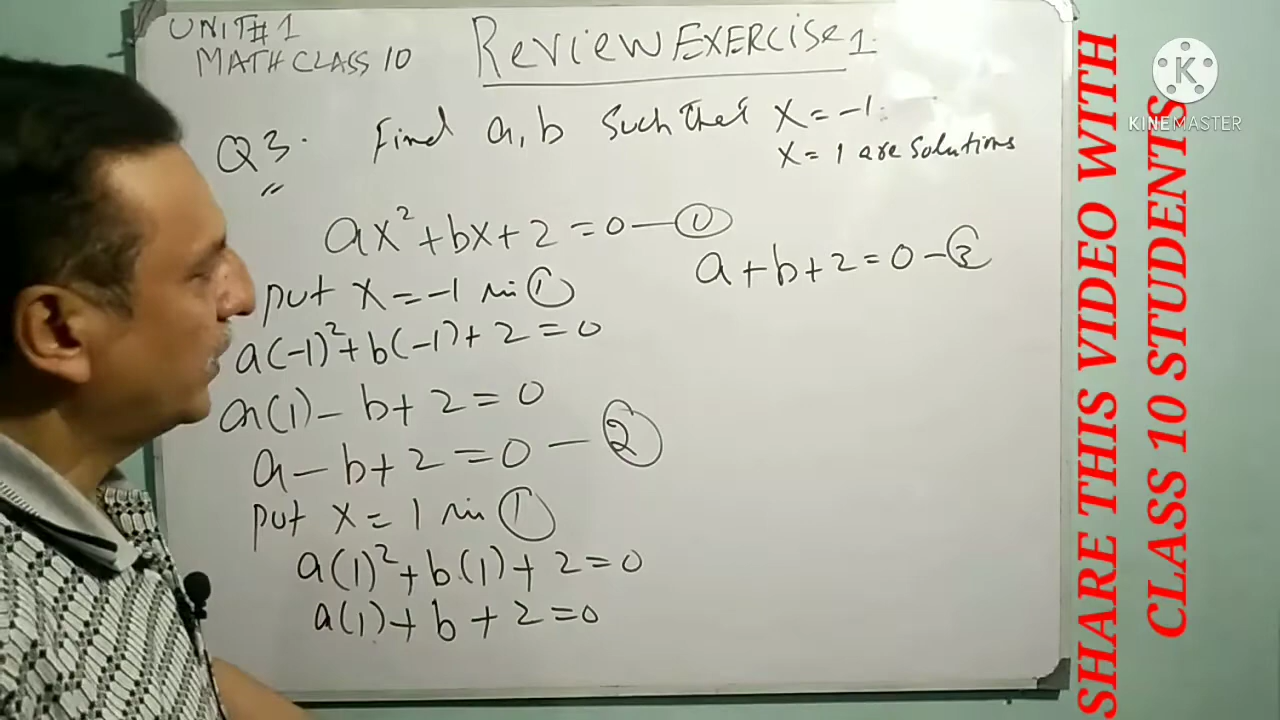 UNIT#1
MATH CLASS 10
Review EXERCISE 1.
Q3. Find a, b such that x = -1.
x = 1 are solutions
ax² + bx + 2 = 0 — ①
put x = -1 in ①
a(-1)² + b(-1) + 2 = 0
a(1) - b + 2 = 0
a - b + 2 = 0 — ②
put x = 1 in ①
a(1)² + b(1) + 2 = 0
a(1) + b + 2 = 0
a + b + 2 = 0 — ③
K
KINEMASTER
SHARE THIS VIDEO WITH
CLASS 10 STUDENTS